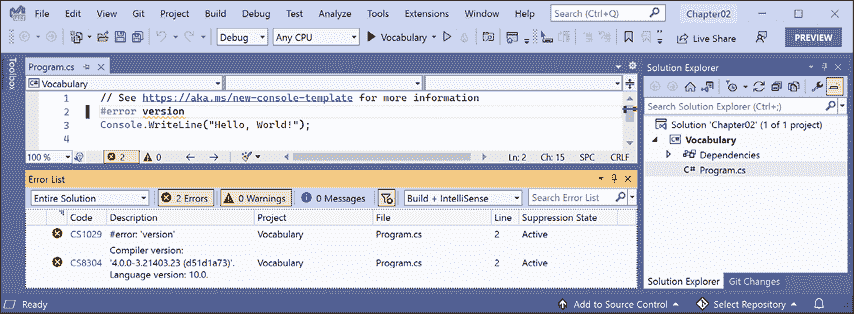 File Edit View Git Project Build Debug Test Analyze Tools Extensions Window Help Search (Ctrl+Q) Chapter02
Debug Any CPU Vocabulary Live Share PREVIEW
Toolbox
Program.cs
Vocabulary
1 // See https://aka.ms/new-console-template for more information
2 #error version
3 Console.WriteLine("Hello, World!");
100 % 2 0 Ln: 2 Ch: 15 SPC CRLF
Error List
Entire Solution 2 Errors 0 Warnings 0 Messages Build + IntelliSense Search Error List
Code Description Project File Line Suppression State
CS1029 #error: 'version' Vocabulary Program.cs 2 Active
Compiler version:
CS8304 '4.0.0-3.21403.23 (d51d1a73)'. Vocabulary Program.cs 2 Active
Language version: 10.0.
Solution Explorer
Search Solution Explorer (Ctrl+;)
Solution 'Chapter02' (1 of 1 project)
C# Vocabulary
Dependencies
C# Program.cs
Solution Explorer Git Changes
Ready Add to Source Control Select Repository